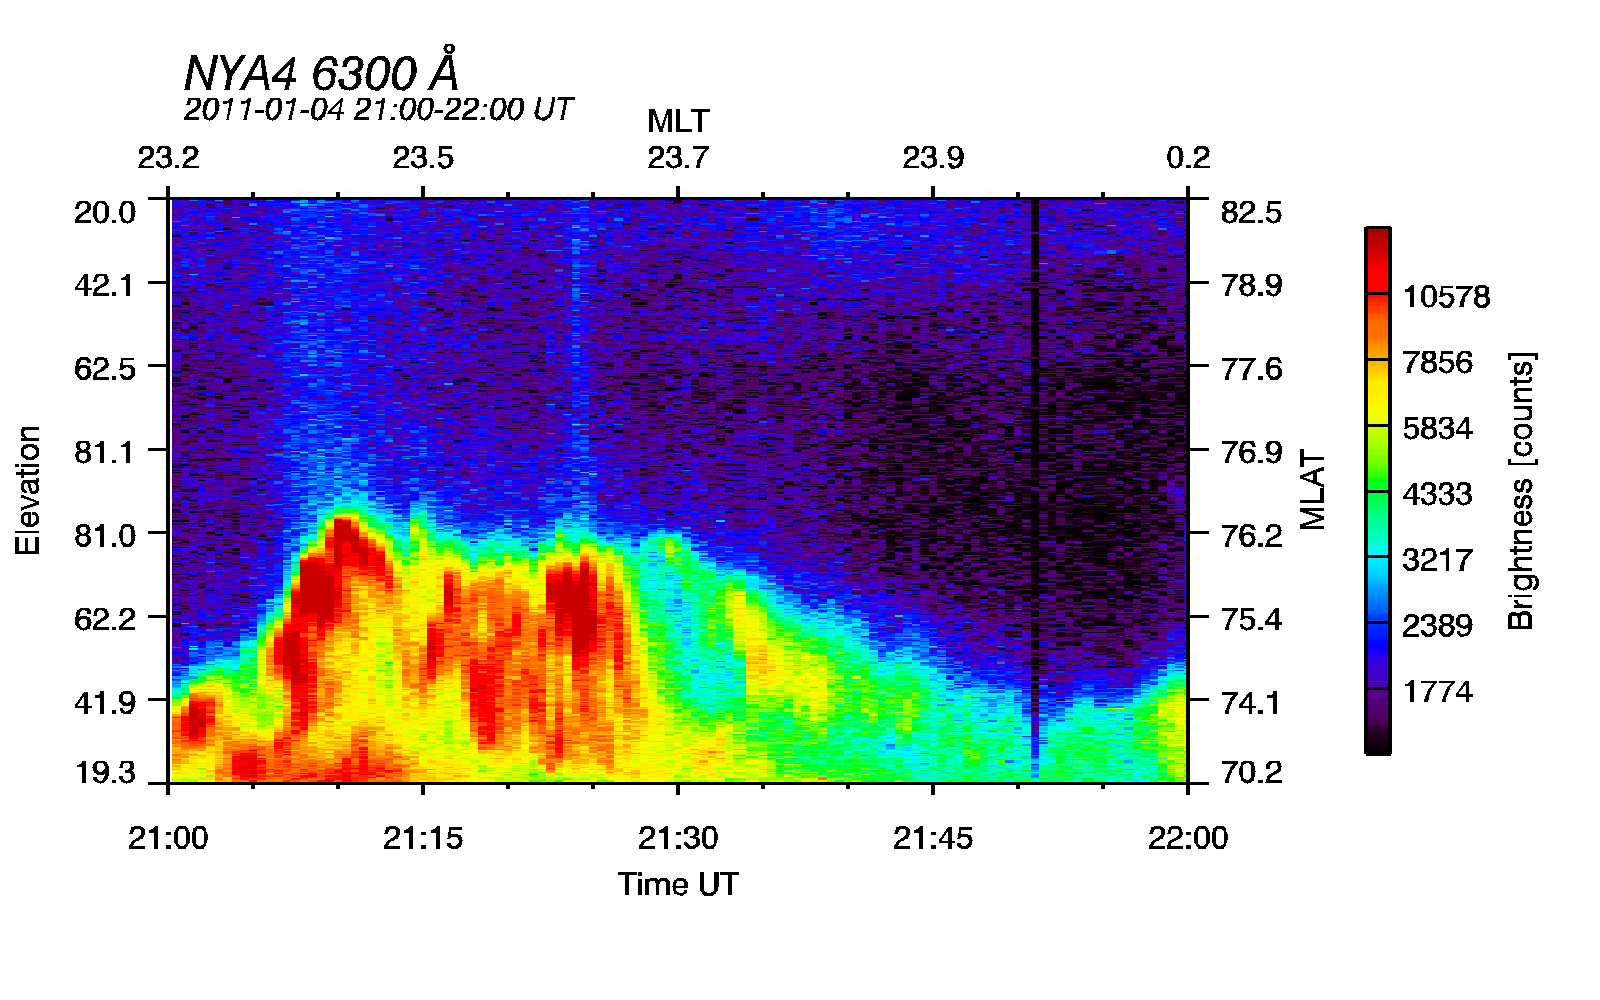 NYA4 6300 Å
2011-01-04 21:00-22:00 UT
MLT
23.2 23.5 23.7 23.9 0.2
20.0
42.1
62.5
81.1
81.0
62.2
41.9
19.3
Elevation
82.5
78.9
77.6
76.9
76.2
75.4
74.1
70.2
MLAT
21:00 21:15 21:30 21:45 22:00
Time UT
10578
7856
5834
4333
3217
2389
1774
Brightness [counts]